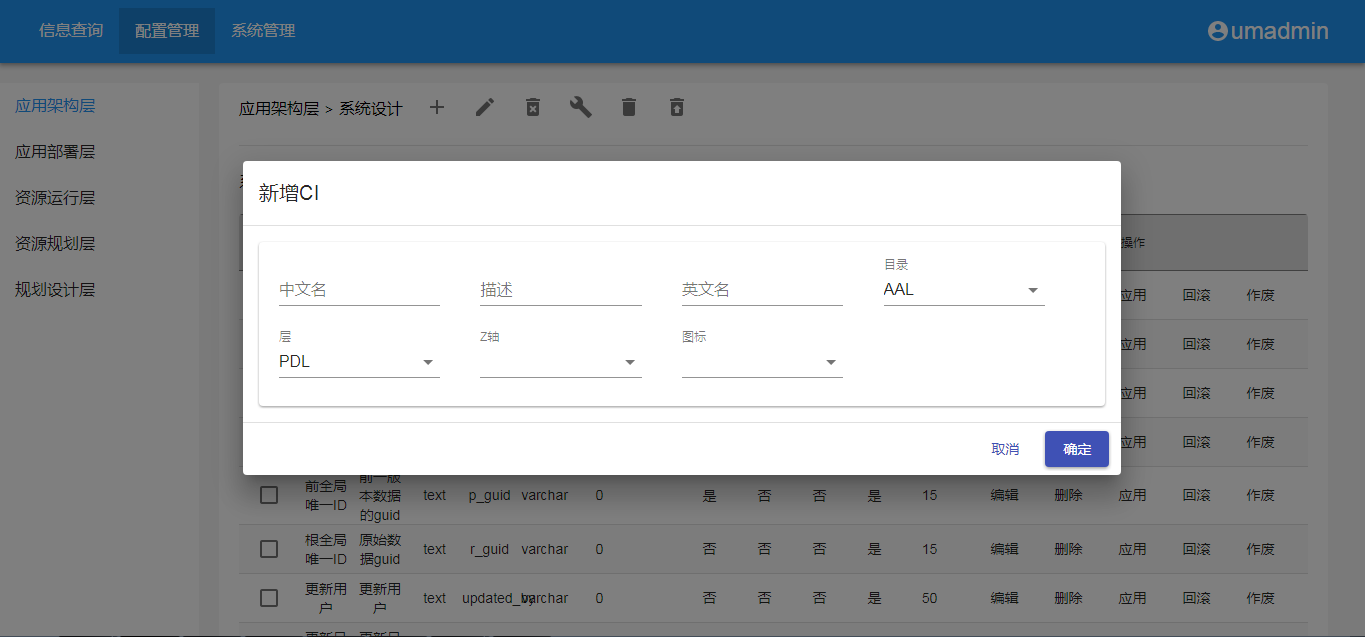 信息查询 配置管理 系统管理 umadmin
应用架构层
应用部署层
资源运行层
资源规划层
规划设计层
应用架构层 > 系统设计
新增CI
中文名 描述 英文名 目录 AAL
层 PDL Z轴 图标
取消 确定
操作
应用 回滚 作废
应用 回滚 作废
应用 回滚 作废
应用 回滚 作废
前全局唯一ID 前一版本数据的guid text p_guid varchar 0 是 否 否 是 15 编辑 删除 应用 回滚 作废
根全局唯一ID 原始数据guid text r_guid varchar 0 否 否 否 是 15 编辑 删除 应用 回滚 作废
更新用户 更新用户 text updated_by varchar 0 否 否 否 是 50 编辑 删除 应用 回滚 作废